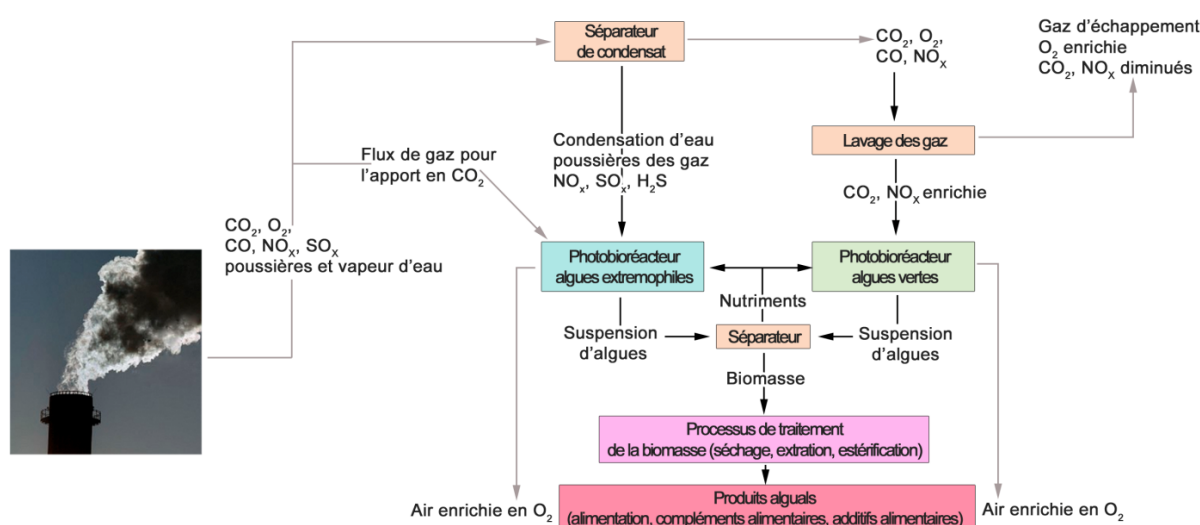 Séparateur
de condensat
CO₂, O₂,
CO, NOₓ
Gaz d'échappement
O₂ enrichie
CO₂, NOₓ diminués
Lavage des gaz
Condensation d'eau
poussières des gaz
NOₓ, SOₓ, H₂S
Flux de gaz pour
l'apport en CO₂
CO₂, NOₓ enrichie
CO₂, O₂,
CO, NOₓ, SOₓ
poussières et vapeur d'eau
Photobioréacteur
algues extremophiles
Photobioréacteur
algues vertes
Nutriments
Suspension
d'algues
Séparateur
Suspension
d'algues
Biomasse
Processus de traitement
de la biomasse (séchage, extration, estérification)
Air enrichie en O₂
Produits alguals
(alimentation, compléments alimentaires, additifs alimentaires)
Air enrichie en O₂